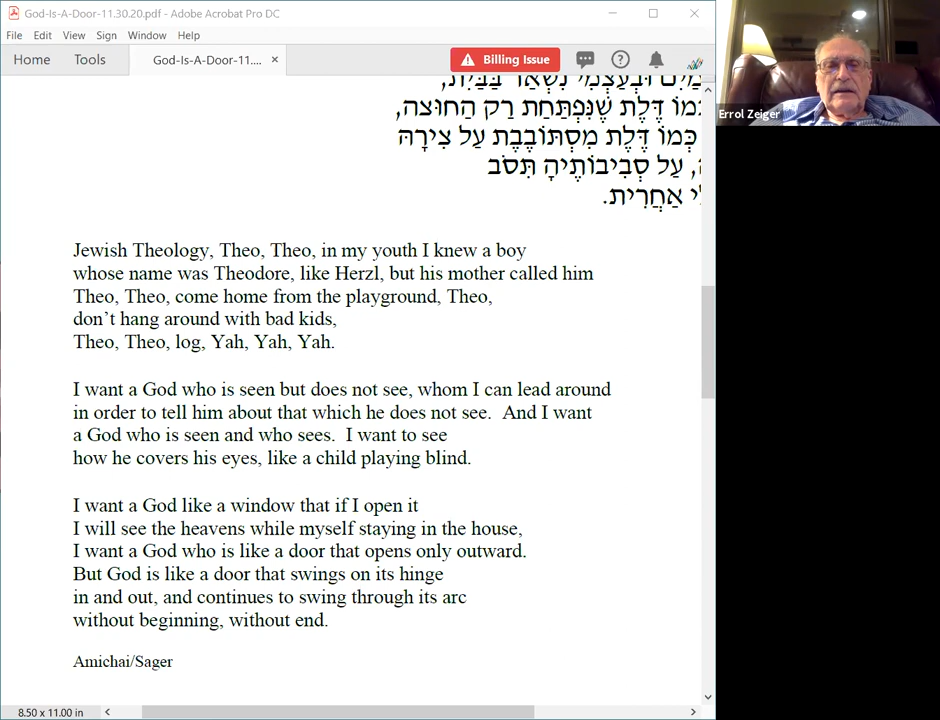 God-Is-A-Door-11.30.20.pdf - Adobe Acrobat Pro DC
File Edit View Sign Window Help
Home Tools God-Is-A-Door-11.... × Billing Issue
וּבְעַצְמִי נִשְׁאַר בַּבַּיִת,
דֶּלֶת שֶׁנִּפְתַּחַת רַק הַחוּצה,
כְּמוֹ דֶּלֶת מִסְתּוֹבֶבֶת עַל צִירָהּ
עַל סְבִיבוֹתֶיהָ תִּסֹּב
אַחֲרִית.
Jewish Theology, Theo, Theo, in my youth I knew a boy
whose name was Theodore, like Herzl, but his mother called him
Theo, Theo, come home from the playground, Theo,
don’t hang around with bad kids,
Theo, Theo, log, Yah, Yah, Yah.
I want a God who is seen but does not see, whom I can lead around
in order to tell him about that which he does not see. And I want
a God who is seen and who sees. I want to see
how he covers his eyes, like a child playing blind.
I want a God like a window that if I open it
I will see the heavens while myself staying in the house,
I want a God who is like a door that opens only outward.
But God is like a door that swings on its hinge
in and out, and continues to swing through its arc
without beginning, without end.
Amichai/Sager
8.50 x 11.00 in
Errol Zeiger